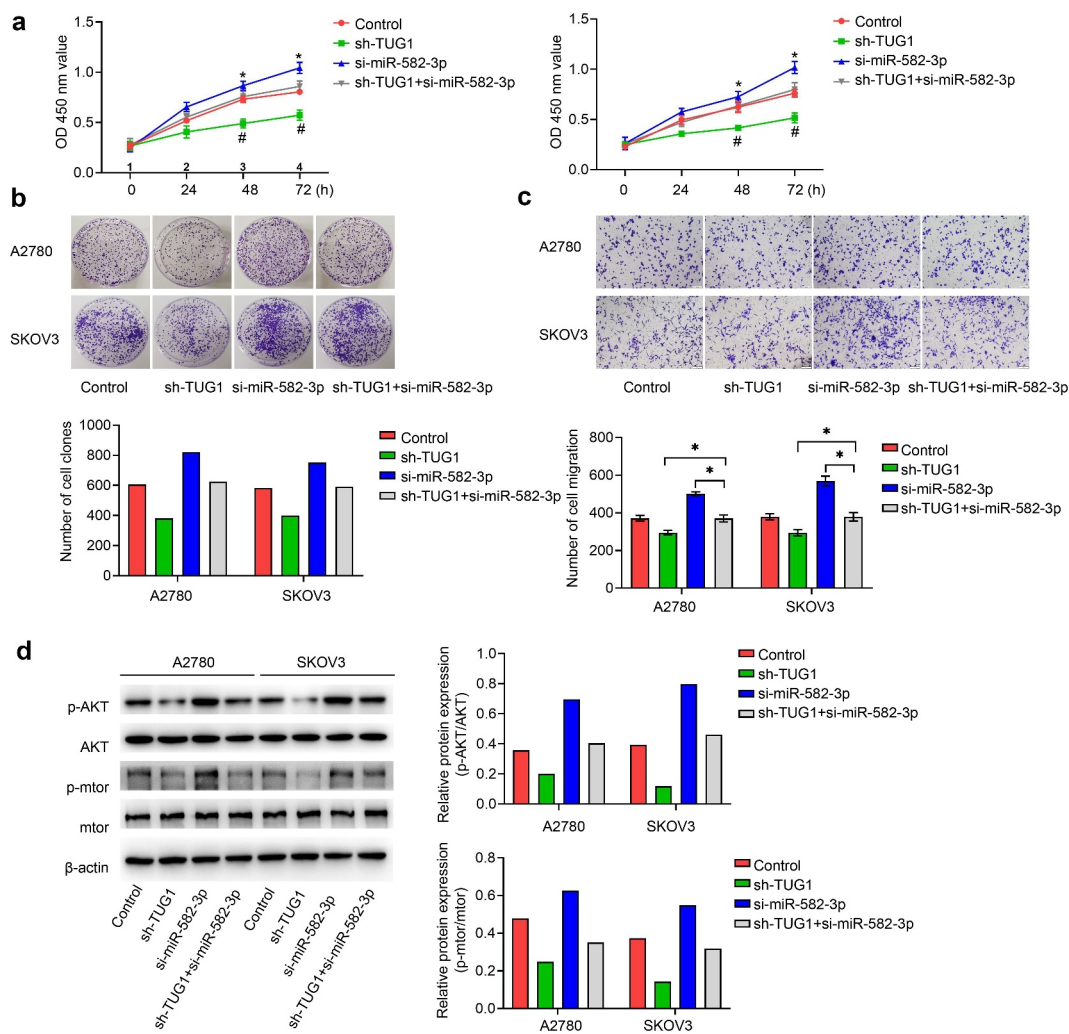 a
OD 450 nm value
1.5
1.0
0.5
0.0
1 2 3 4
0 24 48 72 (h)
* *
# #
Control
sh-TUG1
si-miR-582-3p
sh-TUG1+si-miR-582-3p
OD 450 nm value
1.5
1.0
0.5
0.0
0 24 48 72 (h)
* *
# #
Control
sh-TUG1
si-miR-582-3p
sh-TUG1+si-miR-582-3p
b
A2780
SKOV3
Control sh-TUG1 si-miR-582-3p sh-TUG1+si-miR-582-3p
Number of cell clones
1000
800
600
400
200
0
A2780 SKOV3
Control
sh-TUG1
si-miR-582-3p
sh-TUG1+si-miR-582-3p
c
A2780
SKOV3
Control sh-TUG1 si-miR-582-3p sh-TUG1+si-miR-582-3p
Number of cell migration
800
600
400
200
0
* *
* *
A2780 SKOV3
Control
sh-TUG1
si-miR-582-3p
sh-TUG1+si-miR-582-3p
d
A2780 SKOV3
p-AKT
AKT
p-mtor
mtor
β-actin
Control
sh-TUG1
si-miR-582-3p
sh-TUG1+si-miR-582-3p
Control
sh-TUG1
si-miR-582-3p
sh-TUG1+si-miR-582-3p
Relative protein expression
(p-AKT/AKT)
1.0
0.8
0.6
0.4
0.2
0.0
A2780 SKOV3
Control
sh-TUG1
si-miR-582-3p
sh-TUG1+si-miR-582-3p
Relative protein expression
(p-mtor/mtor)
0.8
0.6
0.4
0.2
0.0
A2780 SKOV3
Control
sh-TUG1
si-miR-582-3p
sh-TUG1+si-miR-582-3p